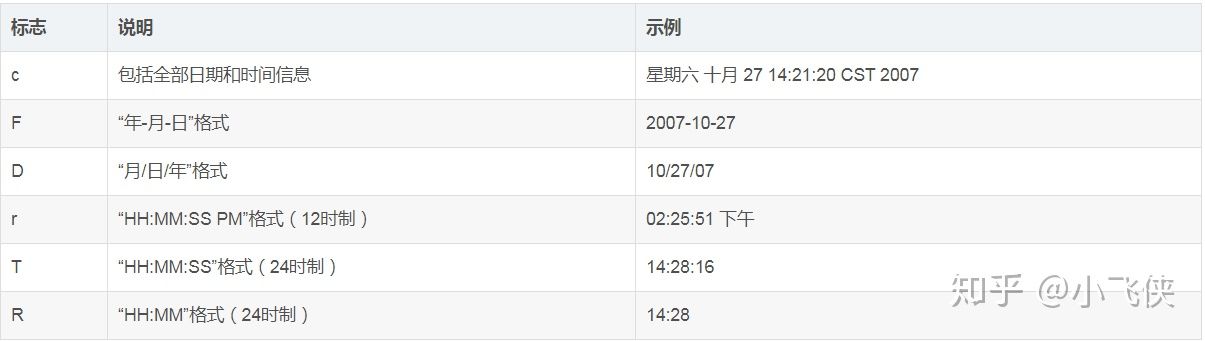 标志 说明 示例
c 包括全部日期和时间信息 星期六 十月 27 14:21:20 CST 2007
F “年-月-日”格式 2007-10-27
D “月/日/年”格式 10/27/07
r “HH:MM:SS PM”格式（12时制） 02:25:51 下午
T “HH:MM:SS”格式（24时制） 14:28:16
R “HH:MM”格式（24时制） 14:28
知乎 @小飞侠